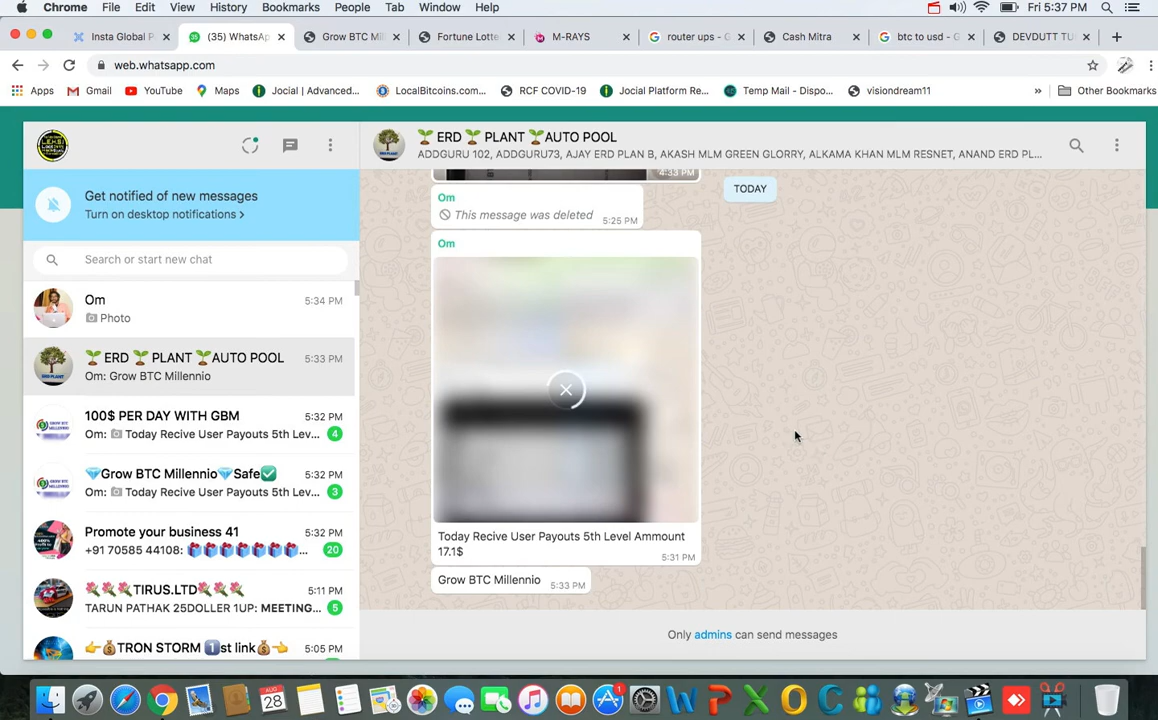 Chrome File Edit View History Bookmarks People Tab Window Help Fri 5:37 PM
Insta Global P (35) WhatsAp Grow BTC Mi Fortune Lotte M-RAYS router ups - G Cash Mitra btc to usd - G DEVDUTT TU
web.whatsapp.com
Apps Gmail YouTube Maps Jocial | Advanced... LocalBitcoins.com... RCF COVID-19 Jocial Platform Re... Temp Mail - Dispo... visiondream11 » Other Bookmarks
Get notified of new messages
Turn on desktop notifications >
Search or start new chat
Om 5:34 PM
Photo
🌱 ERD 🌱 PLANT 🌱AUTO POOL 5:33 PM
Om: Grow BTC Millennio
100$ PER DAY WITH GBM 5:32 PM
Om: 📷 Today Recive User Payouts 5th Lev... 4
💎Grow BTC Millennio💎Safe✅ 5:32 PM
Om: 📷 Today Recive User Payouts 5th Lev... 3
Promote your business 41 5:32 PM
+91 70585 44108: 🎁🎁🎁🎁🎁🎁🎁... 20
🌷🌷🌷TIRUS.LTD🌷🌷🌷 5:11 PM
TARUN PATHAK 25DOLLER 1UP: MEETING... 5
👉💰TRON STORM 1️⃣st link💰👈 5:05 PM
🌱 ERD 🌱 PLANT 🌱AUTO POOL
ADDGURU 102, ADDGURU73, AJAY ERD PLAN B, AKASH MLM GREEN GLORRY, ALKAMA KHAN MLM RESNET, ANAND ERD PL...
4:33 PM
TODAY
Om
This message was deleted 5:25 PM
Om
Today Recive User Payouts 5th Level Ammount
17.1$ 5:31 PM
Grow BTC Millennio 5:33 PM
Only admins can send messages
AUG
28
1